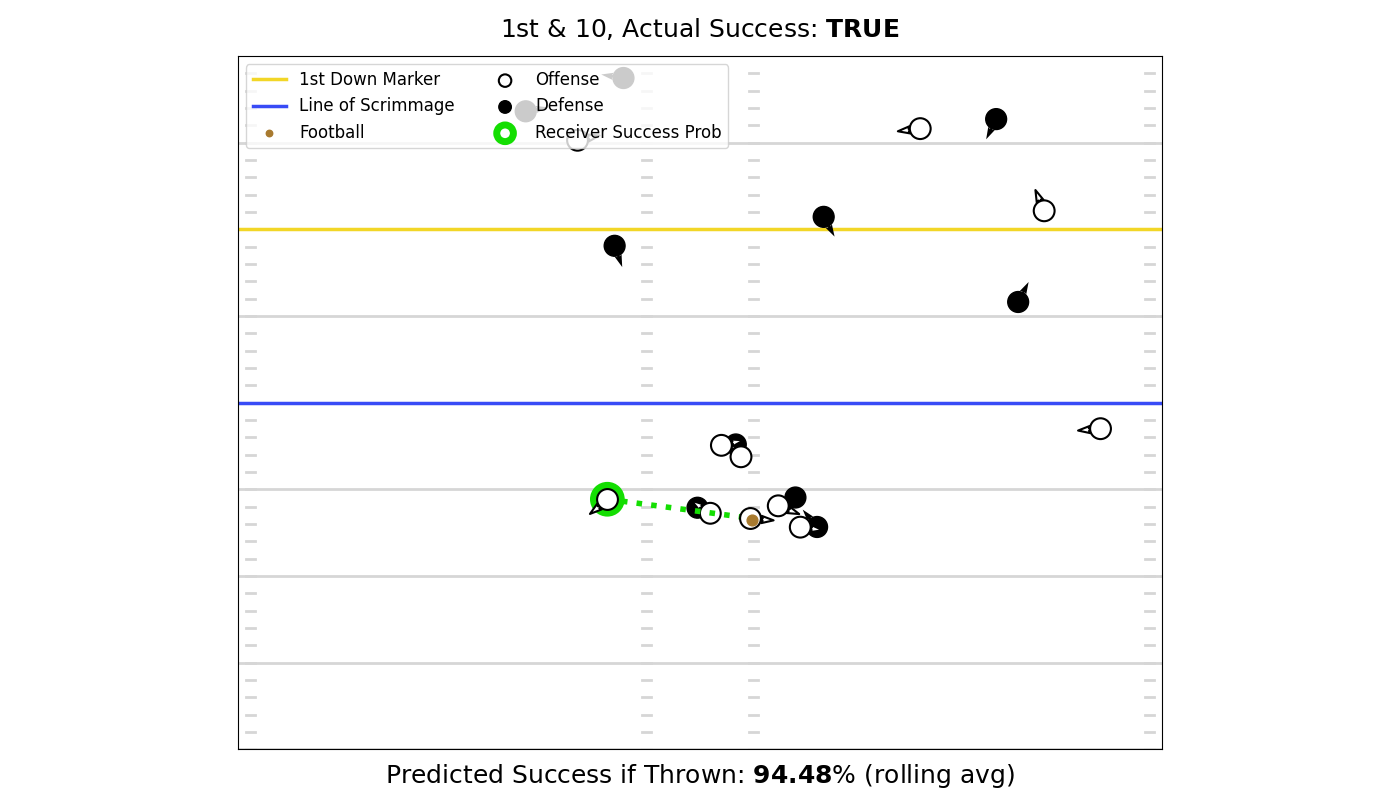 1st & 10, Actual Success: TRUE
1st Down Marker
Line of Scrimmage
Football
Offense
Defense
Receiver Success Prob
Predicted Success if Thrown: 94.48% (rolling avg)